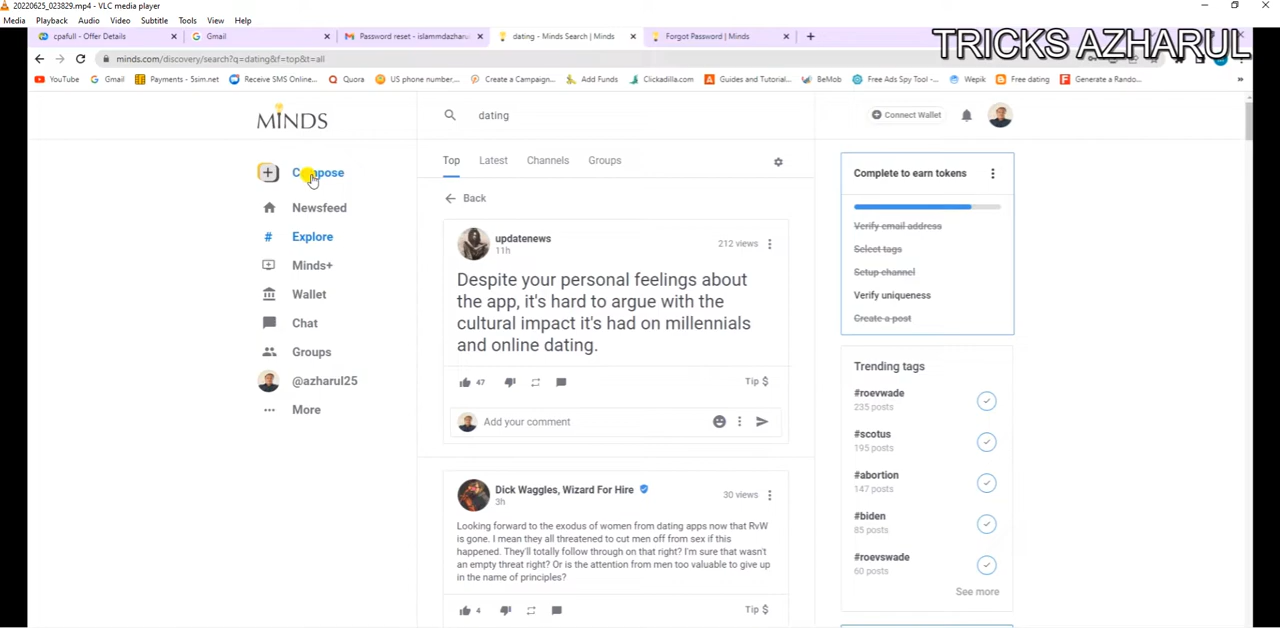 20220625_023829.mp4 - VLC media player
Media Playback Audio Video Subtitle Tools View Help
cpafull - Offer Details
Gmail
Password reset - islammdazharu
dating - Minds Search | Minds
Forgot Password | Minds
TRICKS AZHARUL
minds.com/discovery/search?q=dating&f=top&t=all
YouTube Gmail Payments - 5sim.net Receive SMS Online... Quora US phone number,... Create a Campaign... Add Funds Clickadilla.com Guides and Tutorial... BeMob Free Ads Spy Tool -... Wepik Free dating Generate a Rando...
MINDS
dating
Connect Wallet
Compose
Newsfeed
Explore
Minds+
Wallet
Chat
Groups
@azharul25
More
Top Latest Channels Groups
Back
updatenews
11h
212 views
Despite your personal feelings about
the app, it's hard to argue with the
cultural impact it's had on millennials
and online dating.
47
Tip $
Add your comment
Dick Waggles, Wizard For Hire
3h
30 views
Looking forward to the exodus of women from dating apps now that RvW
is gone. I mean they all threatened to cut men off from sex if this
happened. They'll totally follow through on that right? I'm sure that wasn't
an empty threat right? Or is the attention from men too valuable to give up
in the name of principles?
4
Tip $
Complete to earn tokens
Verify email address
Select tags
Setup channel
Verify uniqueness
Create a post
Trending tags
#roevwade
235 posts
#scotus
195 posts
#abortion
147 posts
#biden
85 posts
#roevswade
60 posts
See more